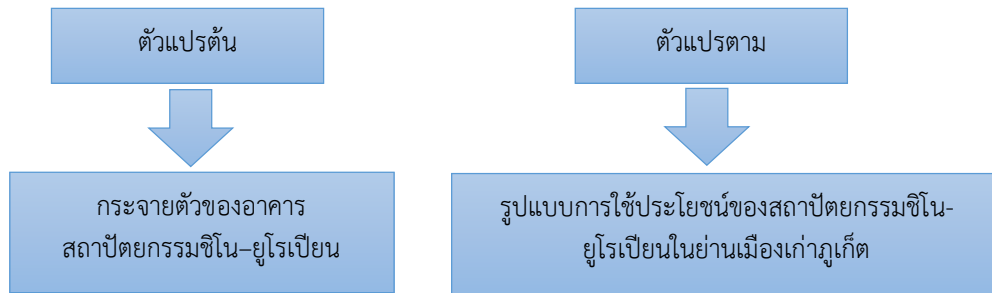 ตัวแปรต้น
ตัวแปรตาม
กระจายตัวของอาคาร
สถาปัตยกรรมชิโน–ยูโรเปียน
รูปแบบการใช้ประโยชน์ของสถาปัตยกรรมชิโน-
ยูโรเปียนในย่านเมืองเก่าภูเก็ต